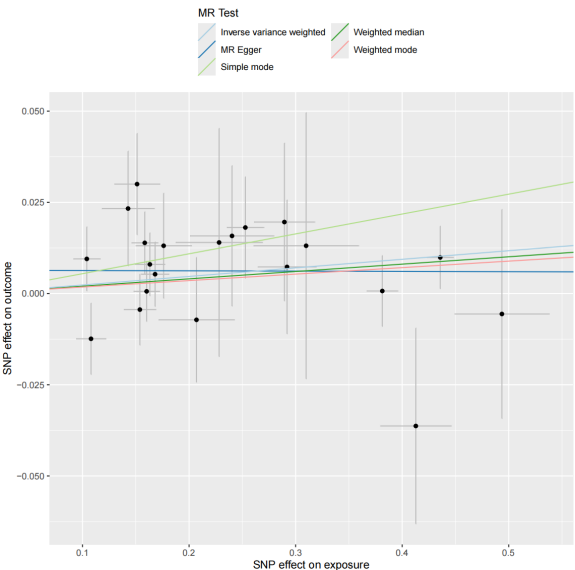 MR Test
Inverse variance weighted
Weighted median
MR Egger
Weighted mode
Simple mode
0.050
0.025
0.000
−0.025
−0.050
SNP effect on outcome
0.1 0.2 0.3 0.4 0.5
SNP effect on exposure